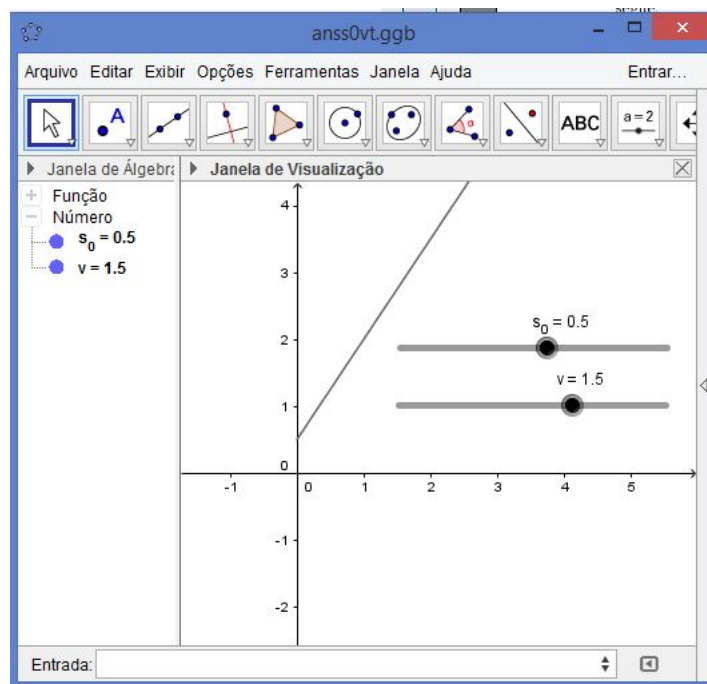 segue
anss0vt.ggb
Arquivo Editar Exibir Opções Ferramentas Janela Ajuda Entrar...
A α ABC a = 2
Janela de Álgebra Janela de Visualização
Função
Número
s0 = 0.5
v = 1.5
4
3
s0 = 0.5
2
v = 1.5
1
0
-1 0 1 2 3 4 5
-1
-2
Entrada: